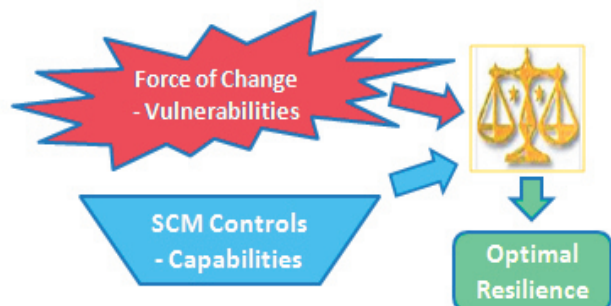 Force of Change
- Vulnerabilities
SCM Controls
- Capabilities
Optimal
Resilience